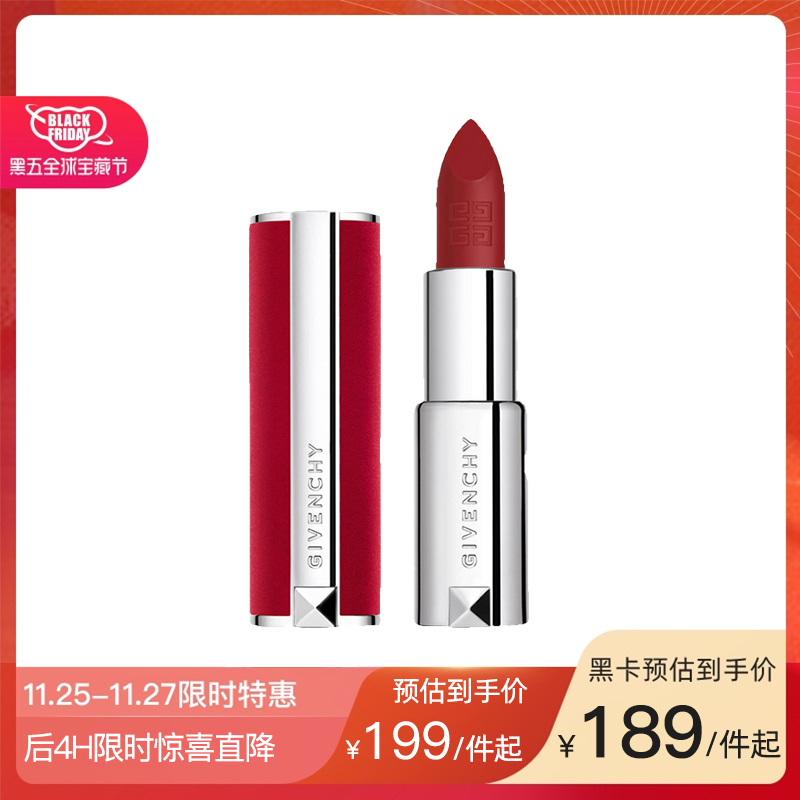 BLACK
FRIDAY
黑五全球宝藏节
GIVENCHY
GIVENCHY
11.25-11.27限时特惠
后4H限时惊喜直降
预估到手价
¥199/件起
黑卡预估到手价
¥189/件起